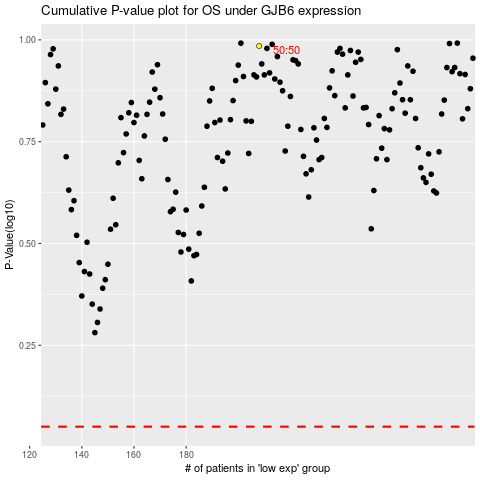 Cumulative P-value plot for OS under GJB6 expression
1.00
50:50
0.75
P-Value(log10)
0.50
0.25
120 140 160 180
# of patients in 'low exp' group